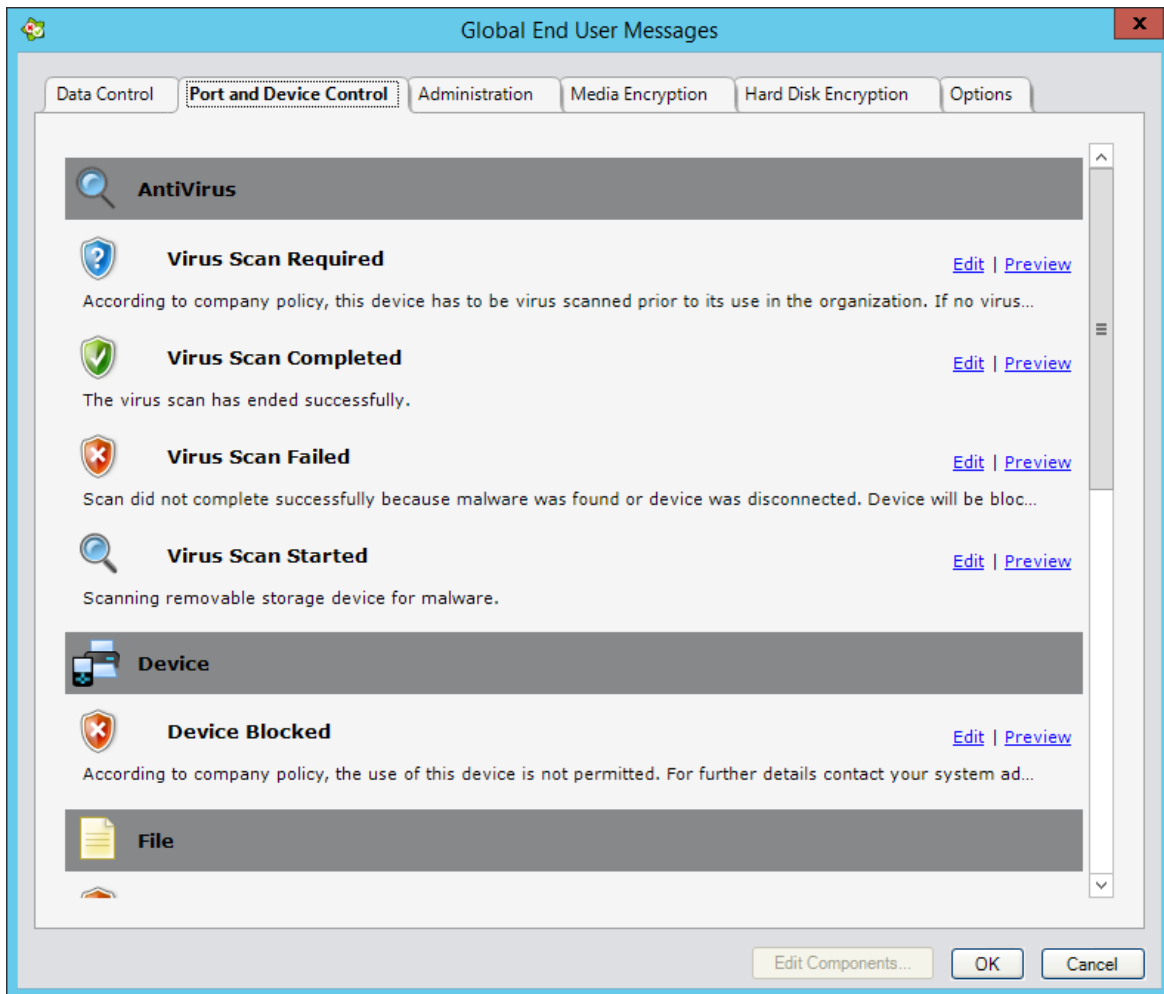 Global End User Messages
x
Data Control
Port and Device Control
Administration
Media Encryption
Hard Disk Encryption
Options
AntiVirus
Virus Scan Required
Edit | Preview
According to company policy, this device has to be virus scanned prior to its use in the organization. If no virus...
Virus Scan Completed
Edit | Preview
The virus scan has ended successfully.
Virus Scan Failed
Edit | Preview
Scan did not complete successfully because malware was found or device was disconnected. Device will be bloc...
Virus Scan Started
Edit | Preview
Scanning removable storage device for malware.
Device
Device Blocked
Edit | Preview
According to company policy, the use of this device is not permitted. For further details contact your system ad...
File
Edit Components...
OK
Cancel